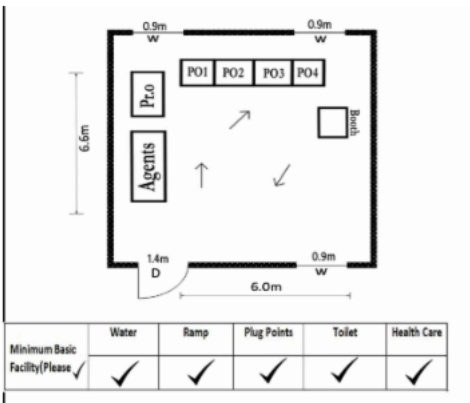 0.9m
W
0.9m
W
PO1 PO2 PO3 PO4
Pr.o
Booth
6.6m
Agents
1.4m
D
0.9m
W
6.0m
Minimum Basic
Facility(Please ✓
Water Ramp Plug Points Toilet Health Care
✓ ✓ ✓ ✓ ✓